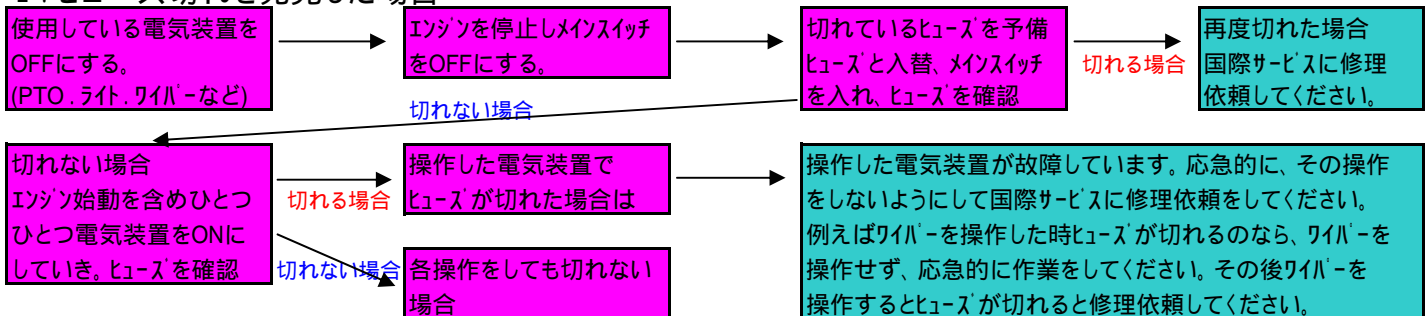 使用している電気装置を
OFFにする。
(PTO．ﾗｲﾄ．ﾜｲﾊﾟｰなど)
ｴﾝｼﾞﾝを停止しﾒｲﾝｽｲｯﾁ
をOFFにする。
切れているﾋｭｰｽﾞを予備
ﾋｭｰｽﾞと入替、ﾒｲﾝｽｲｯﾁ
を入れ、ﾋｭｰｽﾞを確認
切れる場合
再度切れた場合
国際ｻｰﾋﾞｽに修理
依頼してください。
切れない場合
切れない場合
ｴﾝｼﾞﾝ始動を含めひとつ
ひとつ電気装置をONに
していき。ﾋｭｰｽﾞを確認
切れる場合
操作した電気装置で
ﾋｭｰｽﾞが切れた場合は
操作した電気装置が故障しています。応急的に、その操作
をしないようにして国際ｻｰﾋﾞｽに修理依頼をしてください。
例えばﾜｲﾊﾟｰを操作した時ﾋｭｰｽﾞが切れるのなら、ﾜｲﾊﾟｰを
操作せず、応急的に作業をしてください。その後ﾜｲﾊﾟｰを
操作するとﾋｭｰｽﾞが切れると修理依頼してください。
切れない場合
各操作をしても切れない
場合